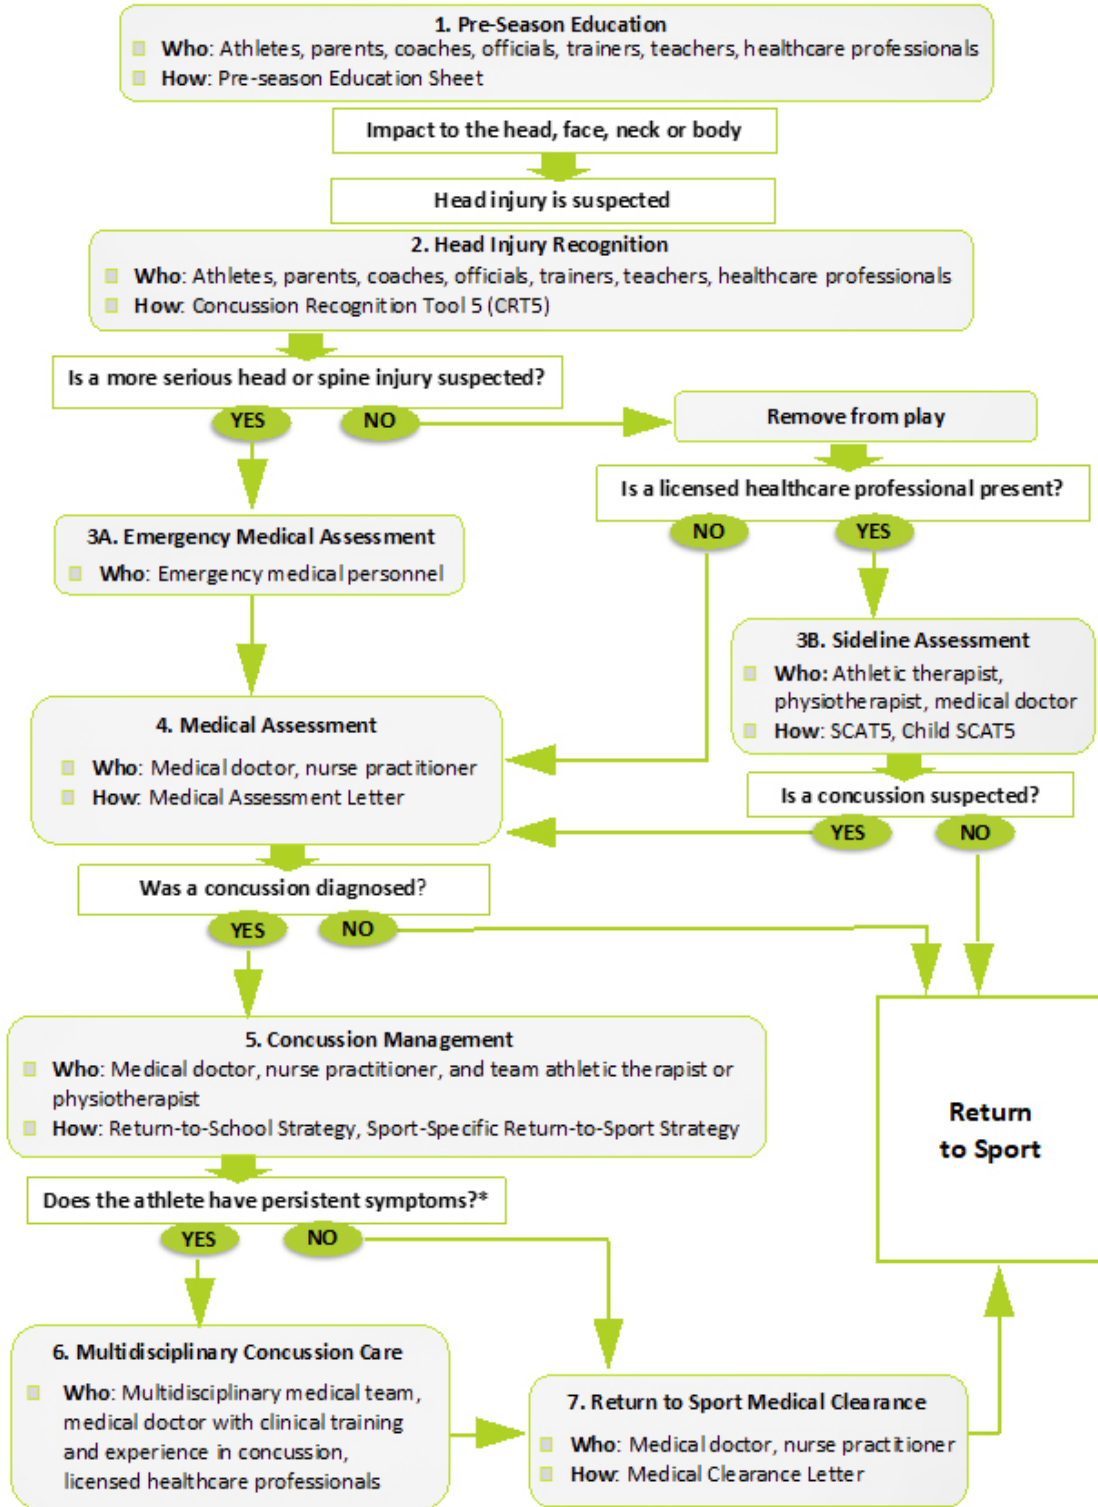 1. Pre-Season Education
Who: Athletes, parents, coaches, officials, trainers, teachers, healthcare professionals
How: Pre-season Education Sheet
Impact to the head, face, neck or body
Head injury is suspected
2. Head Injury Recognition
Who: Athletes, parents, coaches, officials, trainers, teachers, healthcare professionals
How: Concussion Recognition Tool 5 (CRT5)
Is a more serious head or spine injury suspected?
YES
NO
Remove from play
Is a licensed healthcare professional present?
NO
YES
3A. Emergency Medical Assessment
Who: Emergency medical personnel
3B. Sideline Assessment
Who: Athletic therapist,
physiotherapist, medical doctor
How: SCAT5, Child SCAT5
4. Medical Assessment
Who: Medical doctor, nurse practitioner
How: Medical Assessment Letter
Is a concussion suspected?
YES
NO
Was a concussion diagnosed?
YES
NO
5. Concussion Management
Who: Medical doctor, nurse practitioner, and team athletic therapist or
physiotherapist
How: Return-to-School Strategy, Sport-Specific Return-to-Sport Strategy
Return
to Sport
Does the athlete have persistent symptoms?*
YES
NO
6. Multidisciplinary Concussion Care
Who: Multidisciplinary medical team,
medical doctor with clinical training
and experience in concussion,
licensed healthcare professionals
7. Return to Sport Medical Clearance
Who: Medical doctor, nurse practitioner
How: Medical Clearance Letter